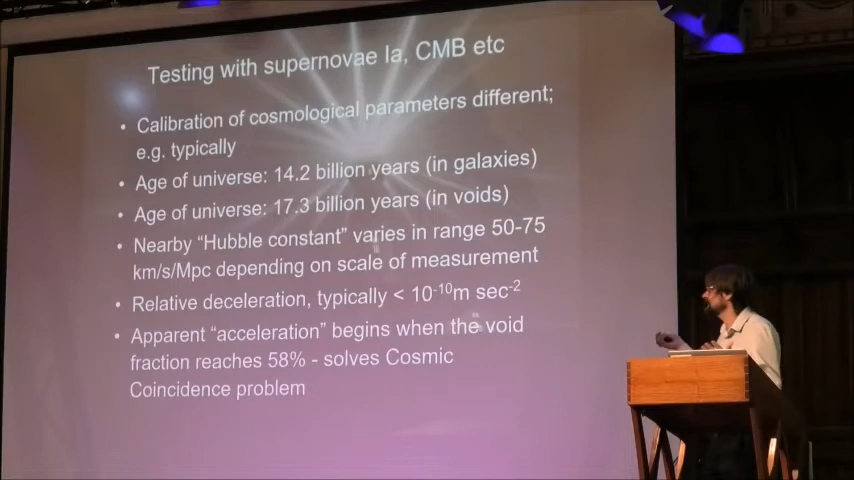 Testing with supernovae Ia, CMB etc
• Calibration of cosmological parameters different;
e.g. typically
• Age of universe: 14.2 billion years (in galaxies)
• Age of universe: 17.3 billion years (in voids)
• Nearby “Hubble constant” varies in range 50-75
km/s/Mpc depending on scale of measurement
• Relative deceleration, typically < 10⁻¹⁰m sec⁻²
• Apparent “acceleration” begins when the void
fraction reaches 58% - solves Cosmic
Coincidence problem